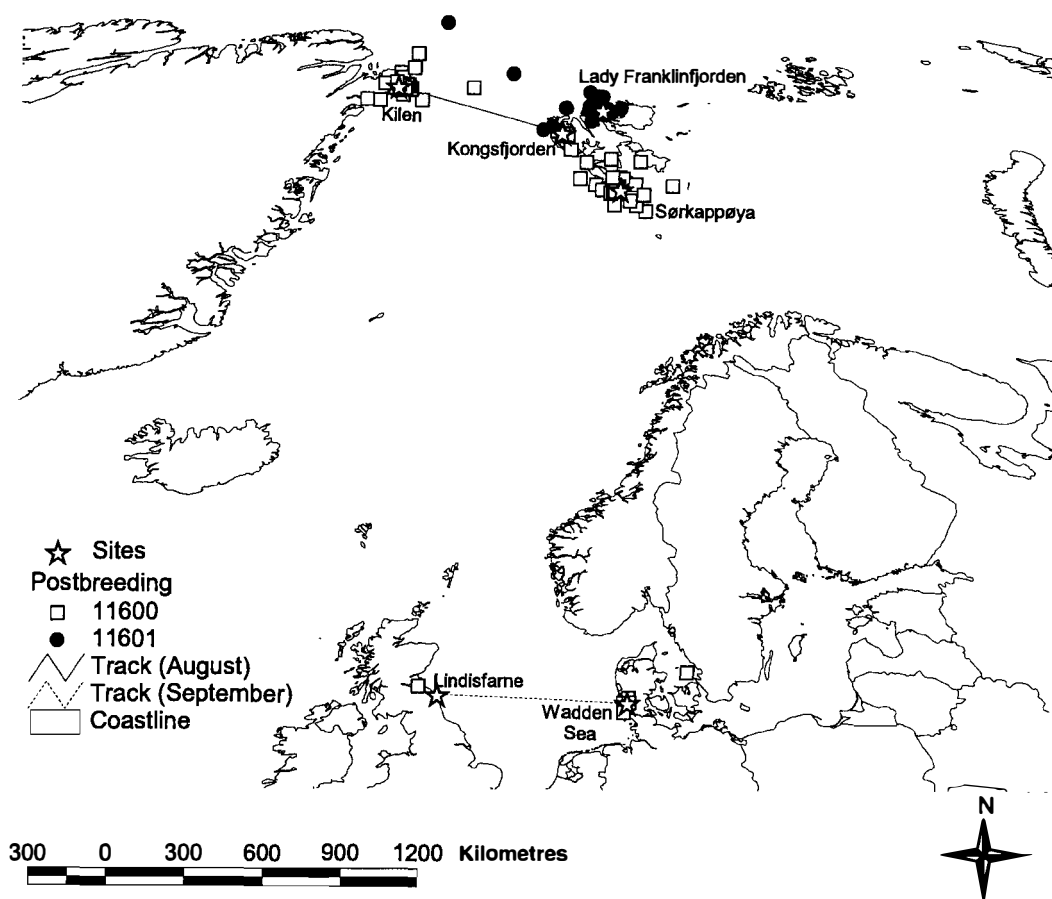 Lady Franklinfjorden
Kilen
Kongsfjorden
Sørkappøya
Sites
Postbreeding
11600
11601
Track (August)
Track (September)
Coastline
Lindisfarne
Wadden
Sea
N
300 0 300 600 900 1200 Kilometres